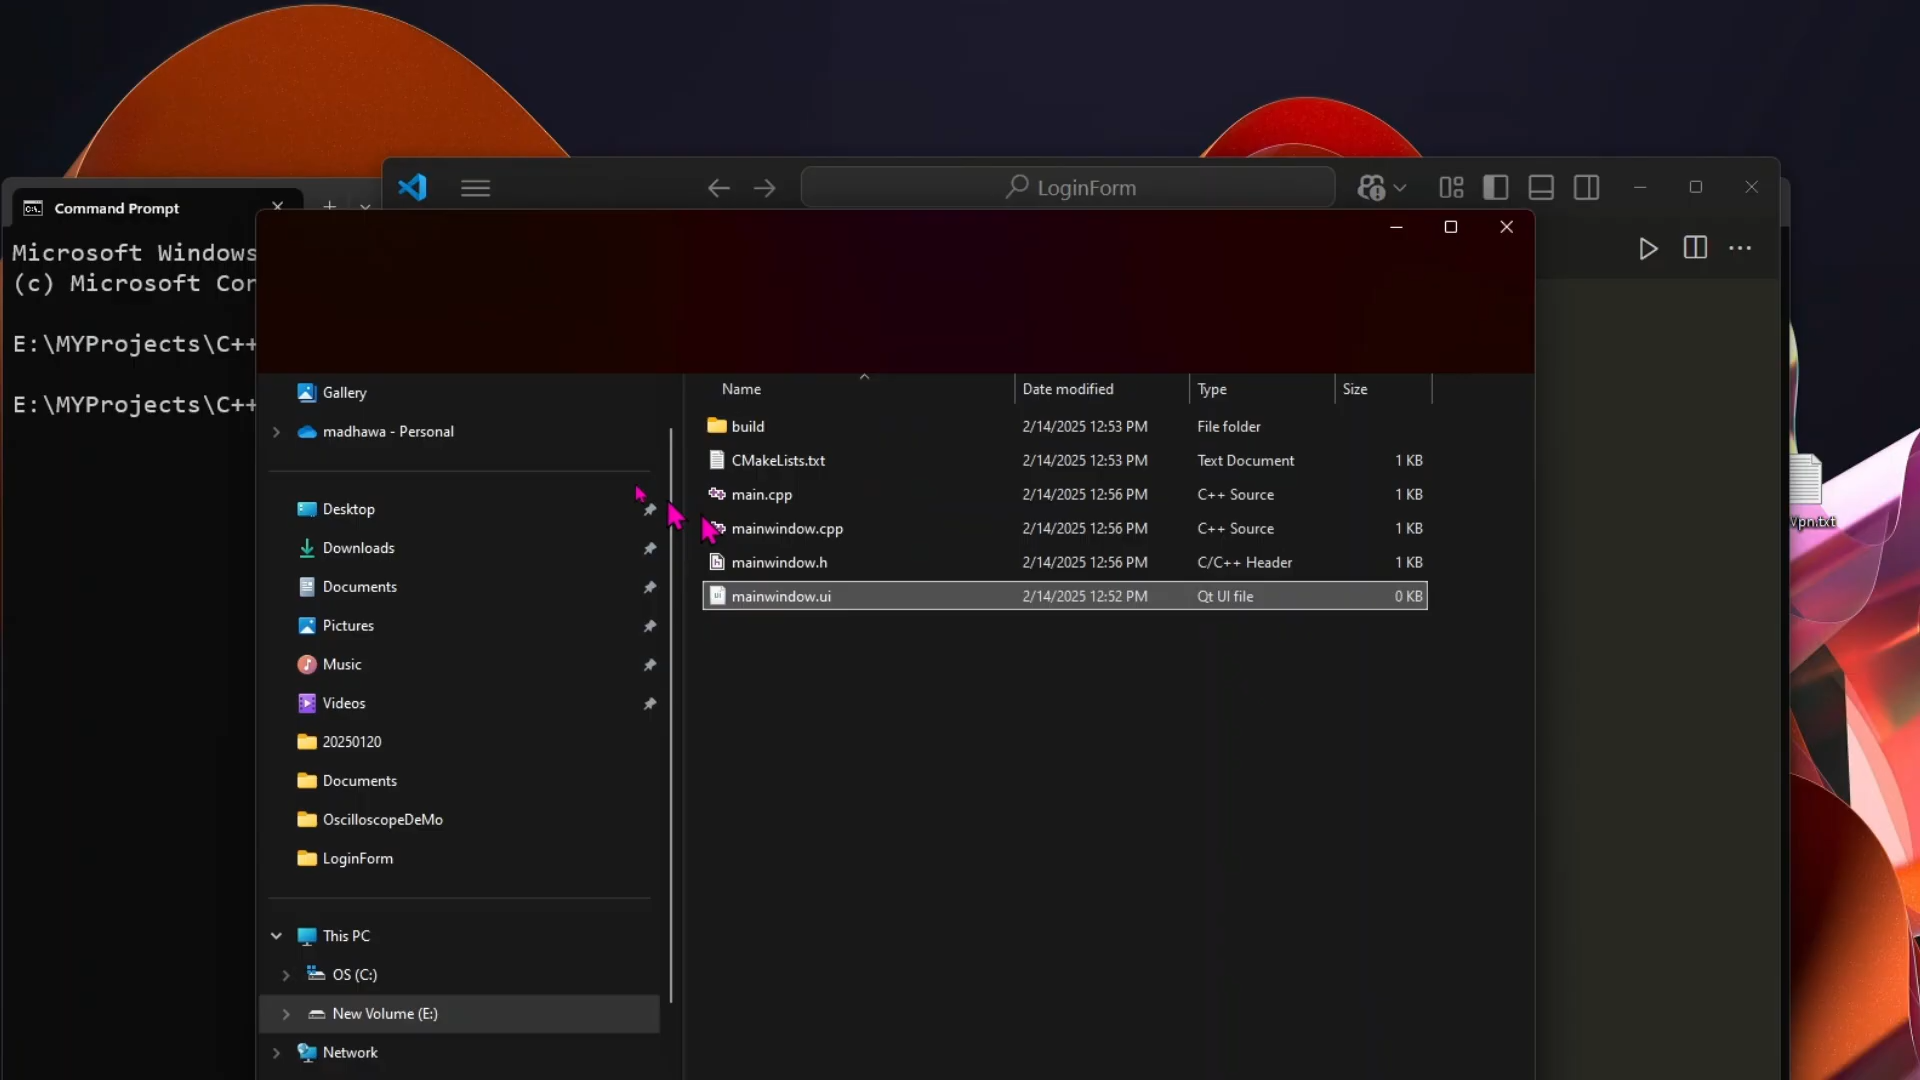 LoginForm
Command Prompt
Microsoft Windows
(c) Microsoft Cor
E:\MYProjects\C++
E:\MYProjects\C++
Gallery
madhawa - Personal
Desktop
Downloads
Documents
Pictures
Music
Videos
20250120
Documents
OscilloscopeDeMo
LoginForm
This PC
OS (C:)
New Volume (E:)
Network
Name Date modified Type Size
build 2/14/2025 12:53 PM File folder
CMakeLists.txt 2/14/2025 12:53 PM Text Document 1 KB
main.cpp 2/14/2025 12:56 PM C++ Source 1 KB
mainwindow.cpp 2/14/2025 12:56 PM C++ Source 1 KB
mainwindow.h 2/14/2025 12:56 PM C/C++ Header 1 KB
mainwindow.ui 2/14/2025 12:52 PM Qt UI file 0 KB
Vpn.txt